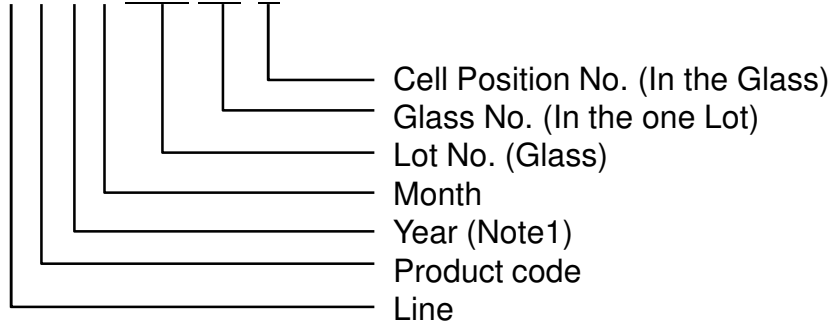 Cell Position No. (In the Glass)
Glass No. (In the one Lot)
Lot No. (Glass)
Month
Year (Note1)
Product code
Line